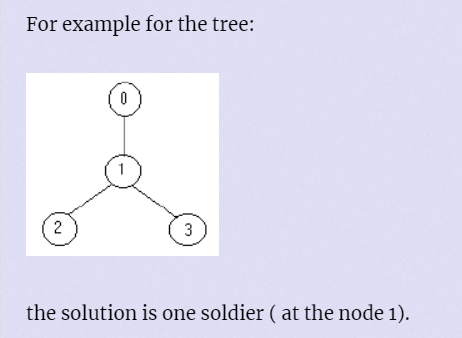 For example for the tree:
0
1
2 3
the solution is one soldier ( at the node 1).